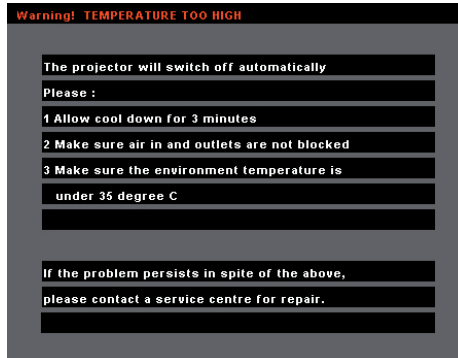 Warning! TEMPERATURE TOO HIGH
The projector will switch off automatically
Please :
1 Allow cool down for 3 minutes
2 Make sure air in and outlets are not blocked
3 Make sure the environment temperature is
under 35 degree C
If the problem persists in spite of the above,
please contact a service centre for repair.